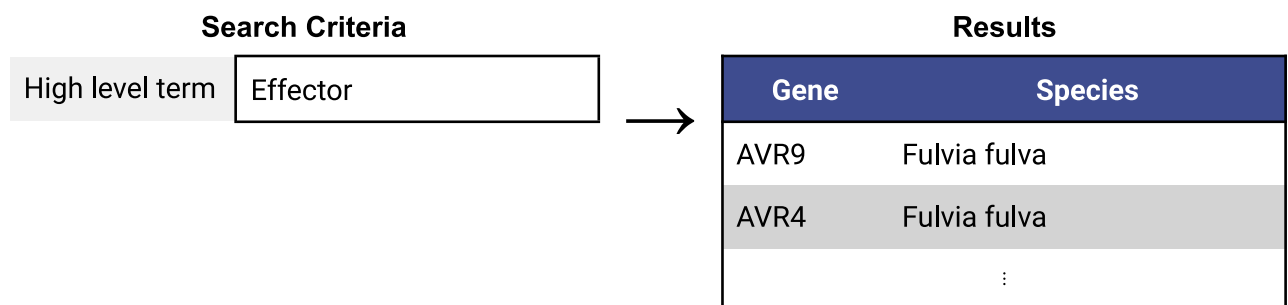 Search Criteria
High level term Effector
→
Results
Gene Species
AVR9 Fulvia fulva
AVR4 Fulvia fulva
⋮